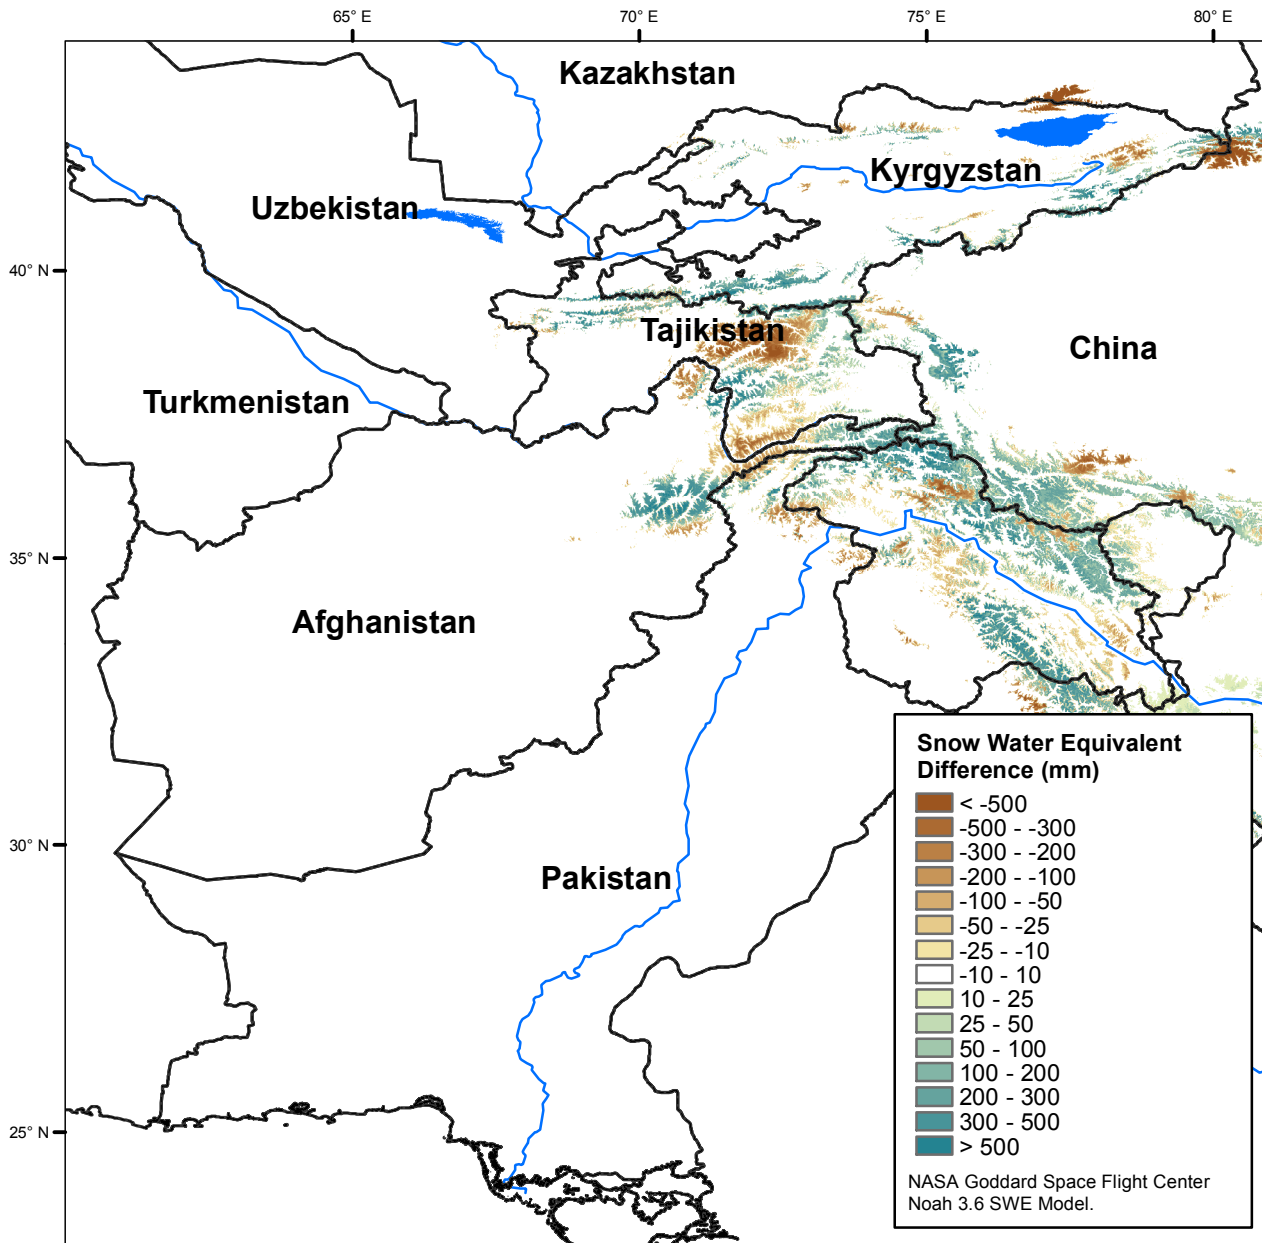 65° E
70° E
75° E
80° E
Kazakhstan
Kyrgyzstan
Uzbekistan
40° N
Tajikistan
China
Turkmenistan
35° N
Afghanistan
30° N
Pakistan
25° N
Snow Water Equivalent
Difference (mm)
< -500
-500 - -300
-300 - -200
-200 - -100
-100 - -50
-50 - -25
-25 - -10
-10 - 10
10 - 25
25 - 50
50 - 100
100 - 200
200 - 300
300 - 500
> 500
NASA Goddard Space Flight Center
Noah 3.6 SWE Model.